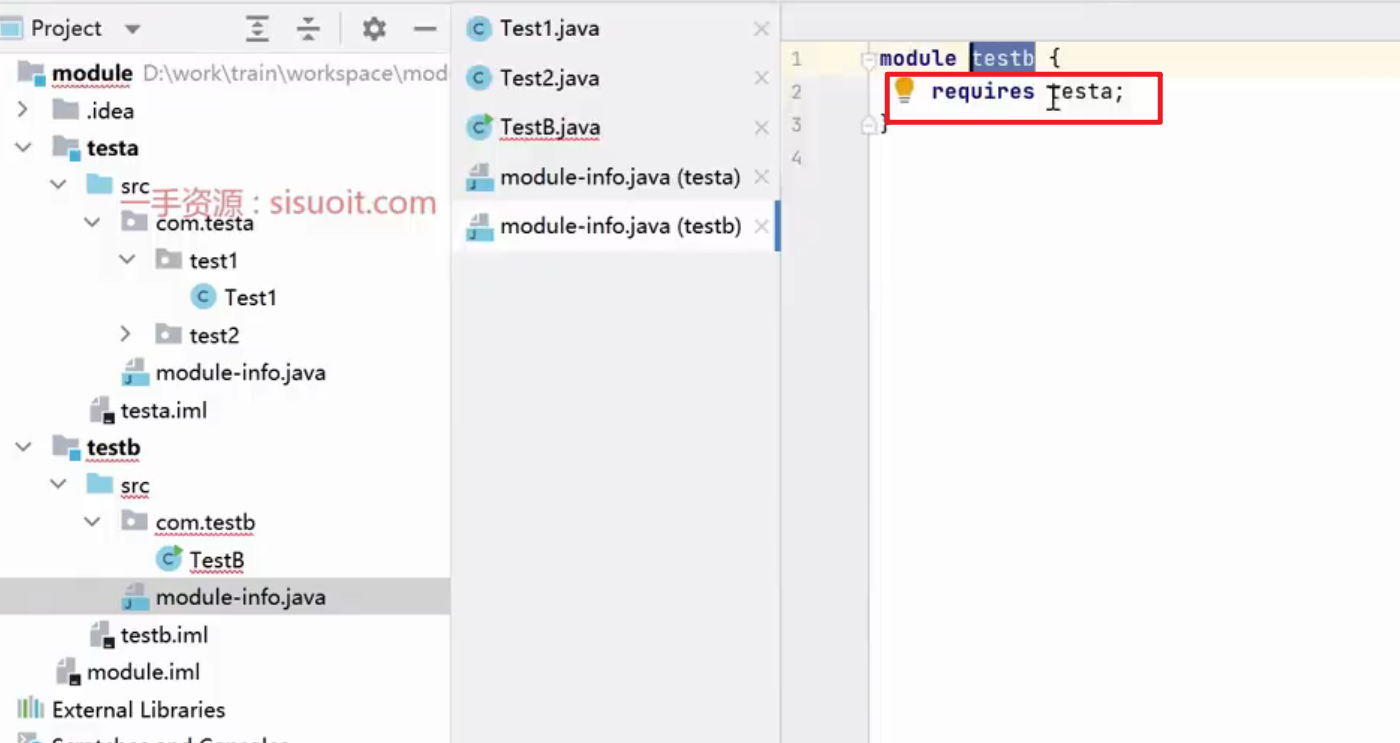 Project
module D:\work\train\workspace\mod
.idea
testa
src
一手资源 : sisuoit.com
com.testa
test1
Test1
test2
module-info.java
testa.iml
testb
src
com.testb
TestB
module-info.java
testb.iml
module.iml
External Libraries
Scratches and Consoles
Test1.java
Test2.java
TestB.java
module-info.java (testa)
module-info.java (testb)
1 module testb {
2 requires testa;
3 }
4